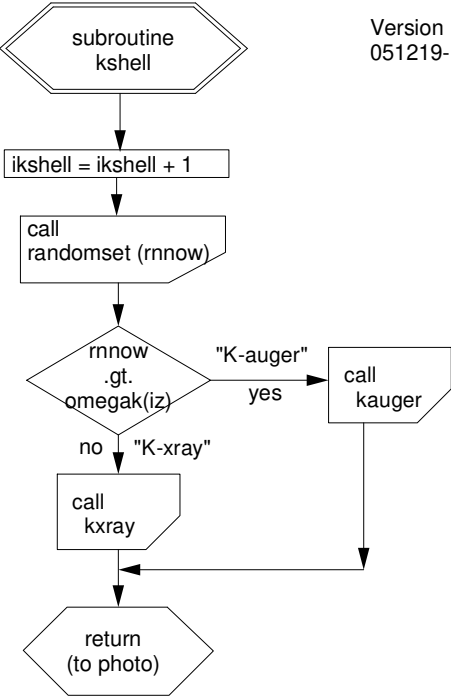 subroutine
kshell
Version
051219-
ikshell = ikshell + 1
call
randomset (rnnow)
rnnow
.gt.
omegak(iz)
"K-auger"
yes
call
kauger
no "K-xray"
call
kxray
return
(to photo)